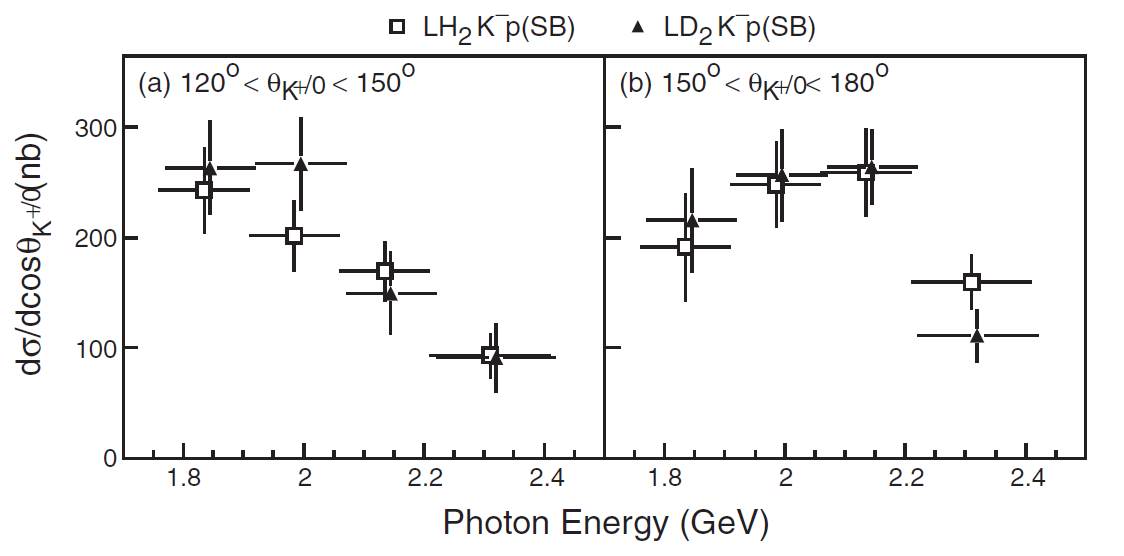 LH₂ K⁻p(SB) LD₂ K⁻p(SB)
(a) 120° < θK+/0 < 150° (b) 150° < θK+/0 < 180°
dσ/dcosθK+/0(nb)
300
200
100
0
1.8 2 2.2 2.4 1.8 2 2.2 2.4
Photon Energy (GeV)